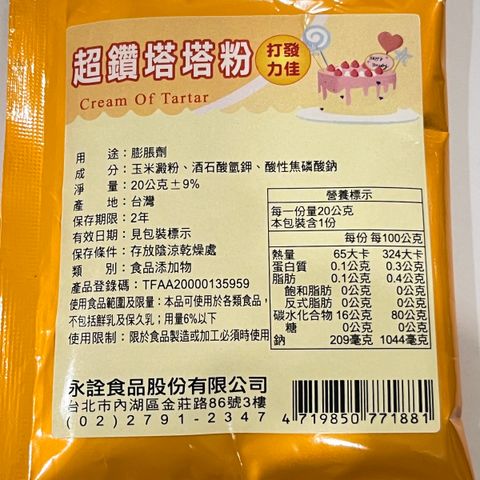 超鑽塔塔粉
打發
力佳
Cream Of Tartar
用　　途：膨脹劑
成　　分：玉米澱粉、酒石酸氫鉀、酸性焦磷酸鈉
淨　　量：20公克±9%
產　　地：台灣
保存期限：2年
有效日期：見包裝標示
保存條件：存放陰涼乾燥處
類　　別：食品添加物
產品登錄碼：TFAA20000135959
使用食品範圍及限量：本品可使用於各類食品，
不包括鮮乳及保久乳；用量6%以下
使用限制：限於食品製造或加工必須時使用
營養標示
每一份量20公克
本包裝含1份
每份 每100公克
熱量 65大卡 324大卡
蛋白質 0.1公克 0.3公克
脂肪 0.1公克 0.4公克
飽和脂肪 0公克 0公克
反式脂肪 0公克 0公克
碳水化合物 16公克 80公克
糖 0公克 0公克
鈉 209毫克 1044毫克
永詮食品股份有限公司
台北市內湖區金莊路86號3樓
(02)2791-2347
4719850771881